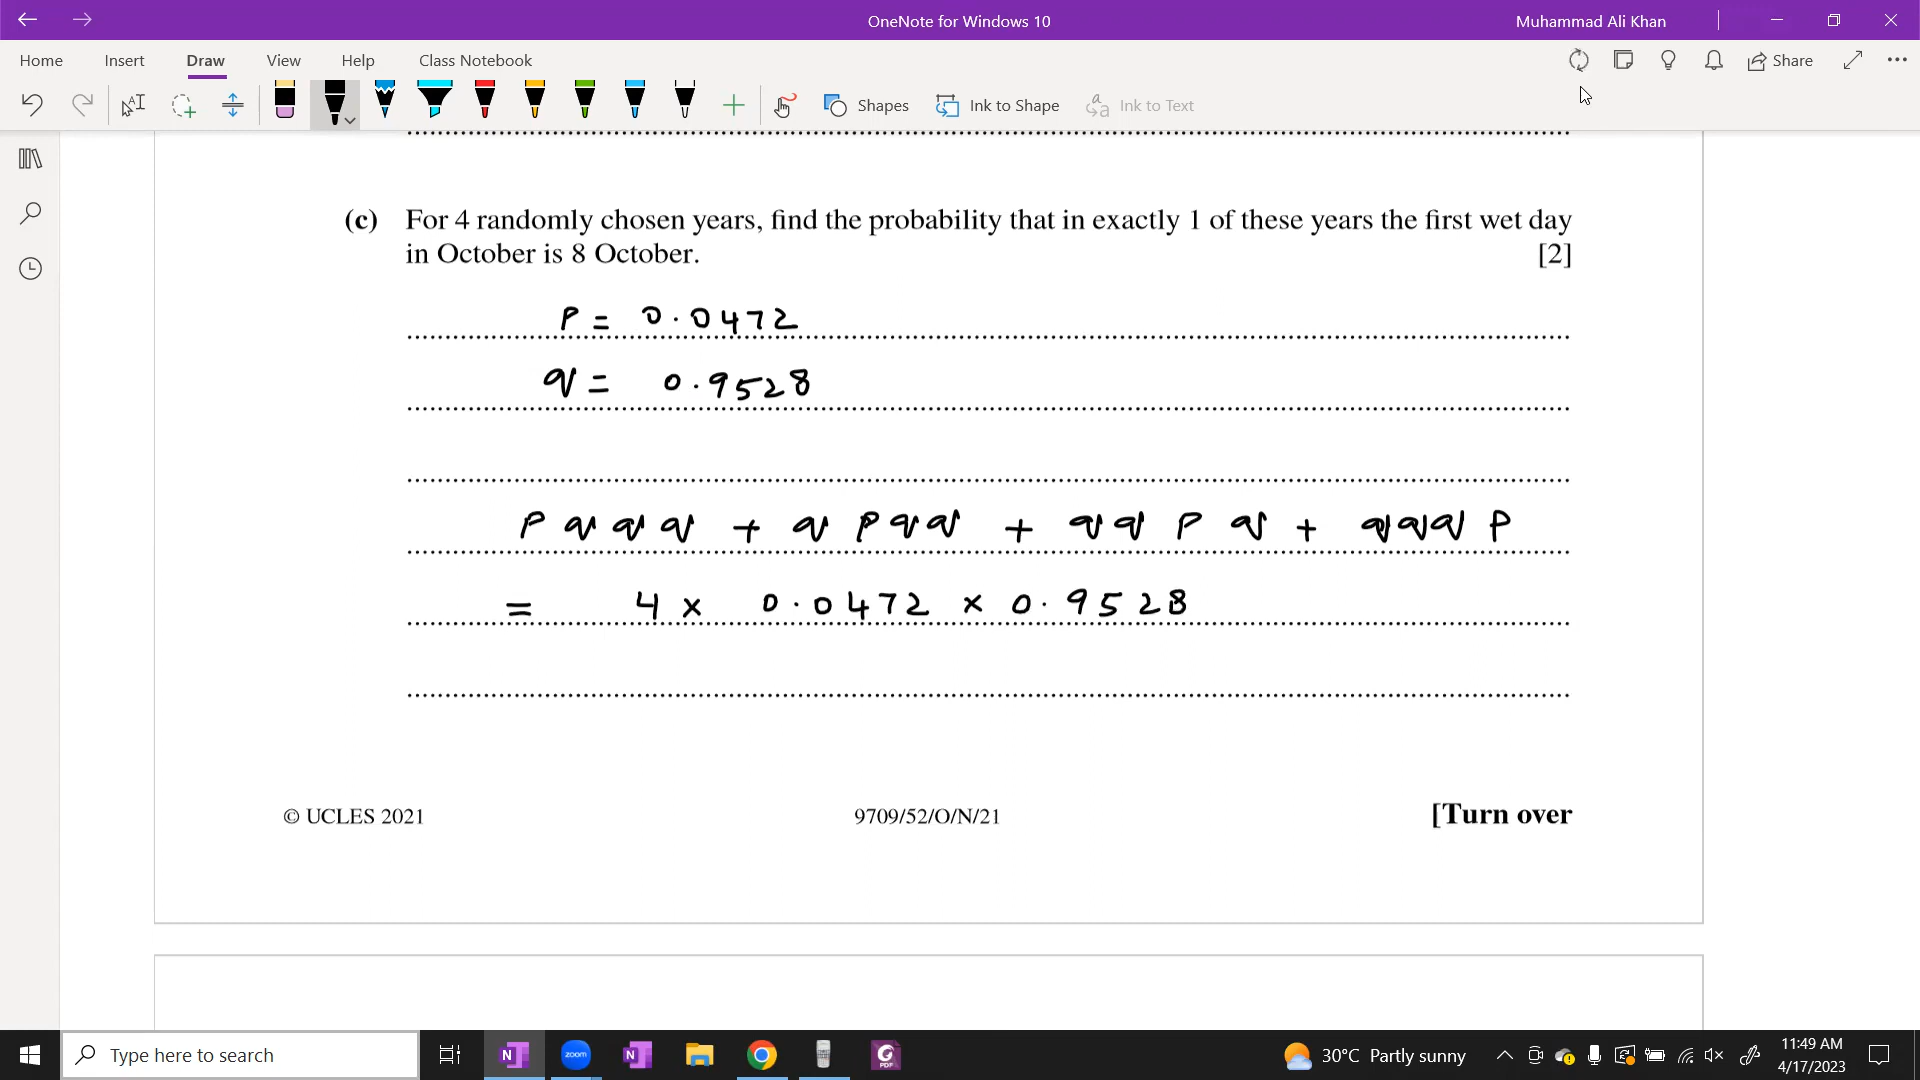 OneNote for Windows 10
Muhammad Ali Khan
Home Insert Draw View Help Class Notebook
Share
Shapes Ink to Shape Ink to Text
(c) For 4 randomly chosen years, find the probability that in exactly 1 of these years the first wet day
in October is 8 October. [2]
P = 0.0472
q = 0.9528
P q q q + q P q q + q q P q + q q q P
= 4 × 0.0472 × 0.9528
© UCLES 2021 9709/52/O/N/21 [Turn over
Type here to search
zoom
PDF
30°C Partly sunny
11:49 AM
4/17/2023